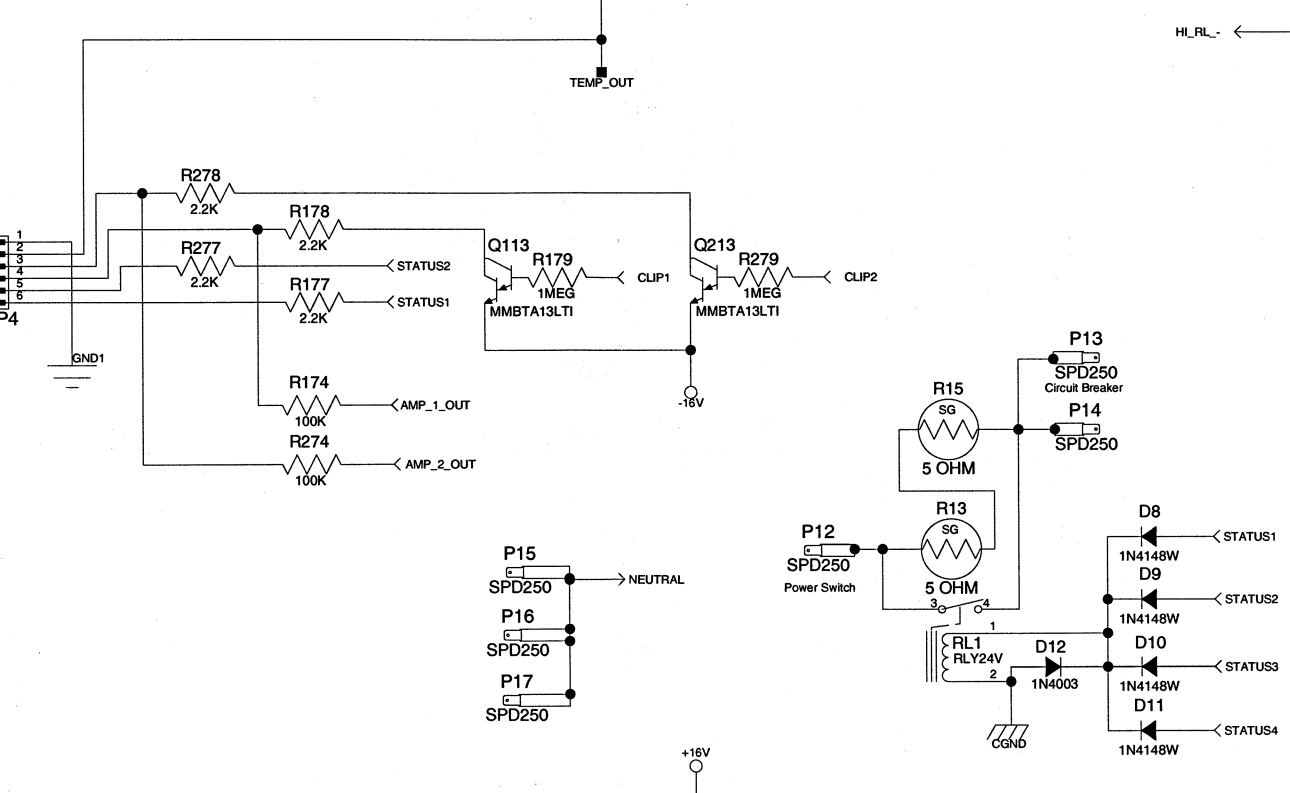 HI_RL_-
TEMP_OUT
R278
2.2K
R178
2.2K
1
2
3
4
5
6
P4
R277
2.2K
STATUS2
R177
2.2K
STATUS1
Q113
R179
1MEG
CLIP1
MMBTA13LTI
Q213
R279
1MEG
CLIP2
MMBTA13LTI
GND1
-16V
R174
100K
AMP_1_OUT
R274
100K
AMP_2_OUT
P13
SPD250
Circuit Breaker
P14
SPD250
R15
SG
5 OHM
R13
SG
5 OHM
P12
SPD250
Power Switch
3
4
1
RL1
RLY24V
2
D12
1N4003
CGND
D8
1N4148W
STATUS1
D9
1N4148W
STATUS2
D10
1N4148W
STATUS3
D11
1N4148W
STATUS4
P15
SPD250
NEUTRAL
P16
SPD250
P17
SPD250
+16V